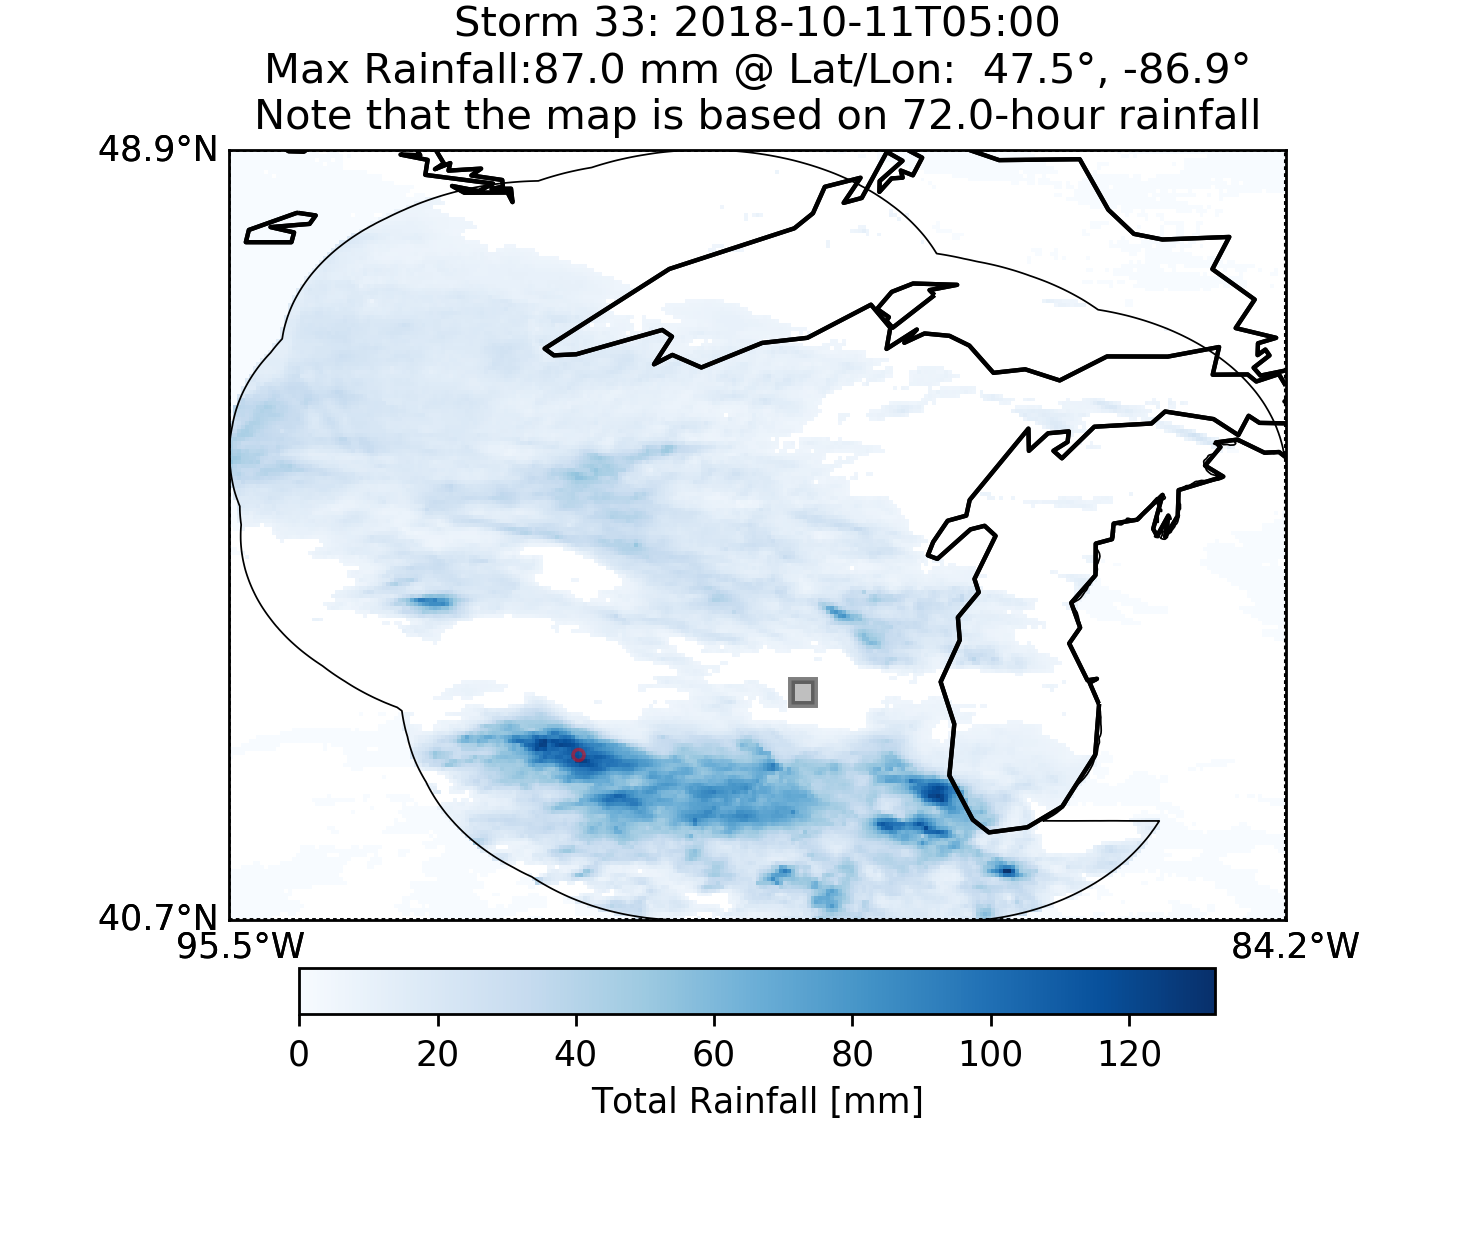 Storm 33: 2018-10-11T05:00
Max Rainfall:87.0 mm @ Lat/Lon:  47.5°, -86.9°
Note that the map is based on 72.0-hour rainfall
48.9°N
40.7°N
95.5°W 84.2°W
0 20 40 60 80 100 120
Total Rainfall [mm]